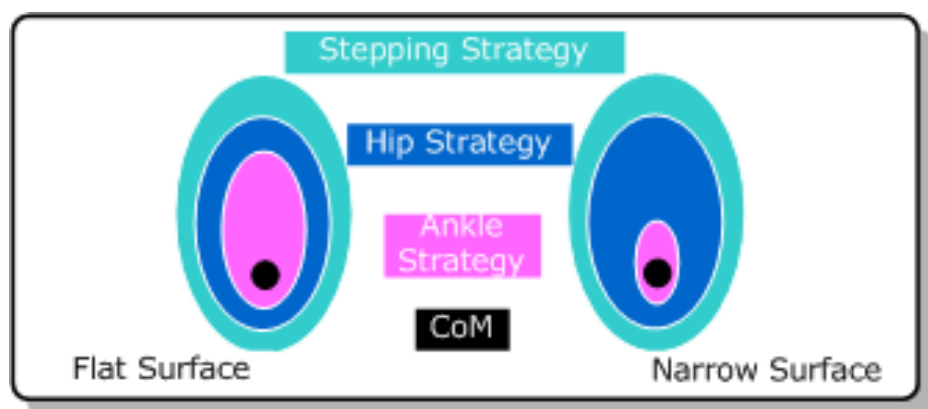 Stepping Strategy
Hip Strategy
Ankle
Strategy
CoM
Flat Surface
Narrow Surface